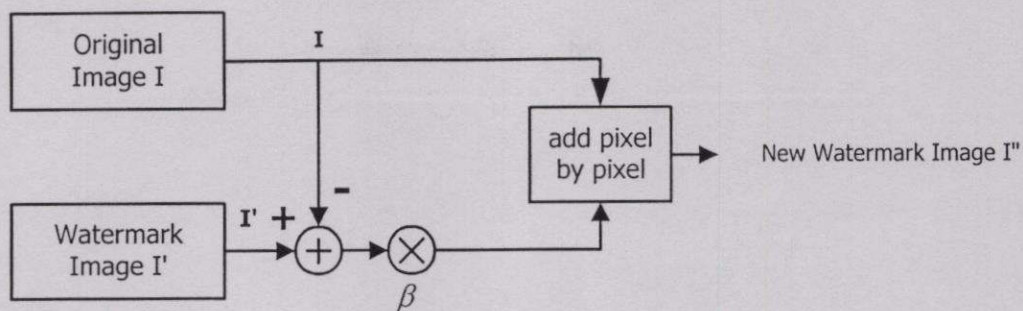 Original
Image I
I
add pixel
by pixel
New Watermark Image I"
-
I' +
Watermark
Image I'
+
×
β